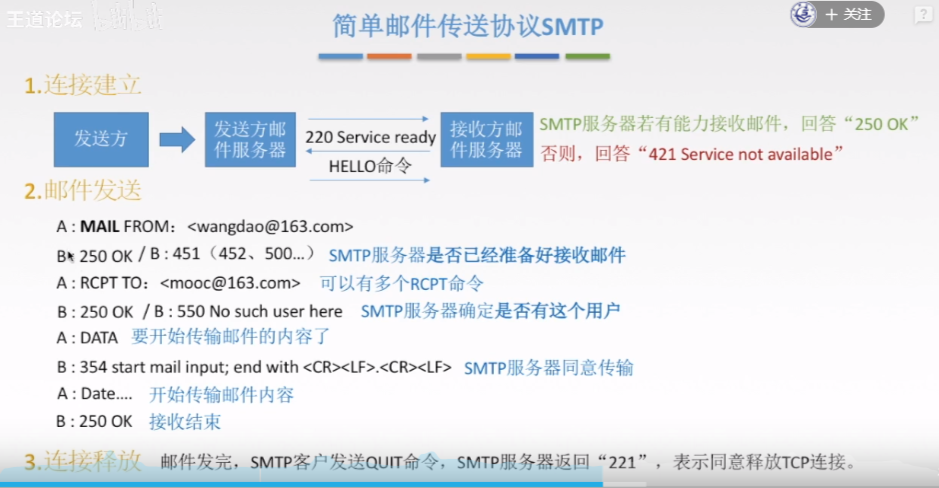 王道论坛
+ 关注
?
简单邮件传送协议SMTP
1.连接建立
发送方
发送方邮
件服务器
220 Service ready
HELLO命令
接收方邮
件服务器
SMTP服务器若有能力接收邮件，回答“250 OK”
否则，回答“421 Service not available”
2.邮件发送
A : MAIL FROM：<wangdao@163.com>
B : 250 OK / B : 451（452、500...） SMTP服务器是否已经准备好接收邮件
A : RCPT TO：<mooc@163.com> 可以有多个RCPT命令
B : 250 OK / B : 550 No such user here SMTP服务器确定是否有这个用户
A : DATA 要开始传输邮件的内容了
B : 354 start mail input; end with <CR><LF>.<CR><LF> SMTP服务器同意传输
A : Date.... 开始传输邮件内容
B : 250 OK 接收结束
3.连接释放 邮件发完，SMTP客户发送QUIT命令，SMTP服务器返回“221”，表示同意释放TCP连接。